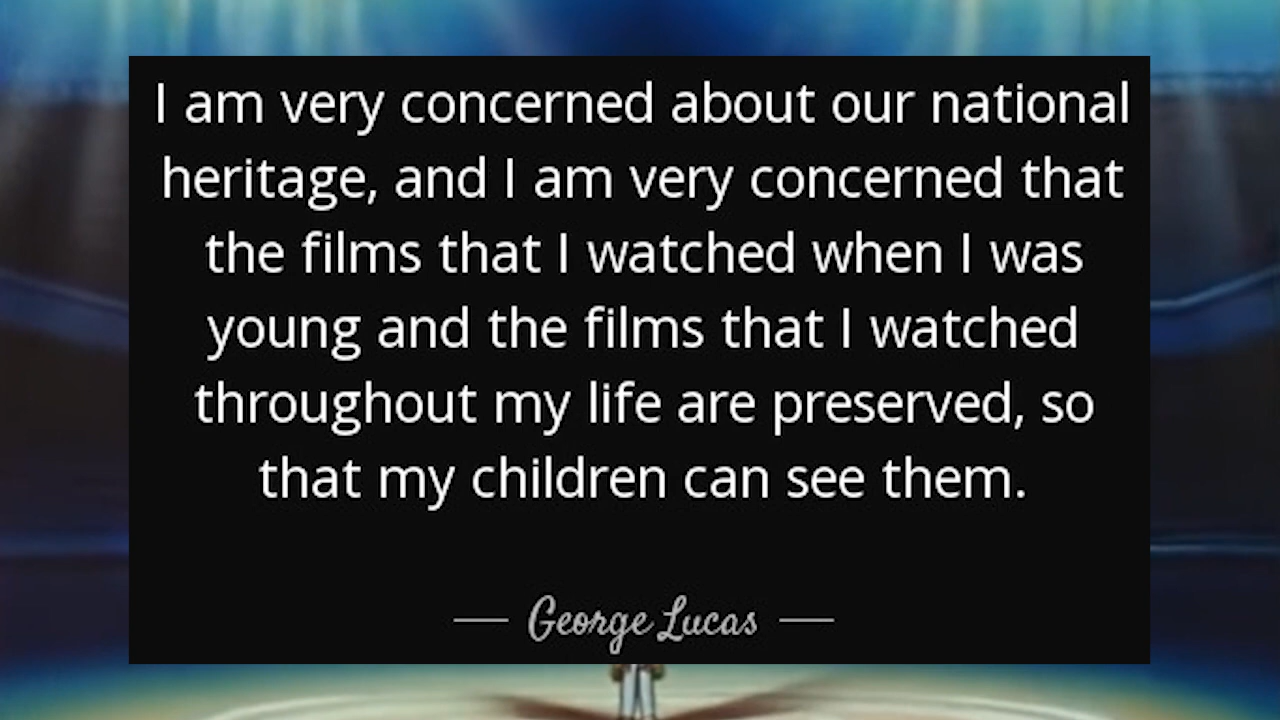 I am very concerned about our national
heritage, and I am very concerned that
the films that I watched when I was
young and the films that I watched
throughout my life are preserved, so
that my children can see them.
George Lucas